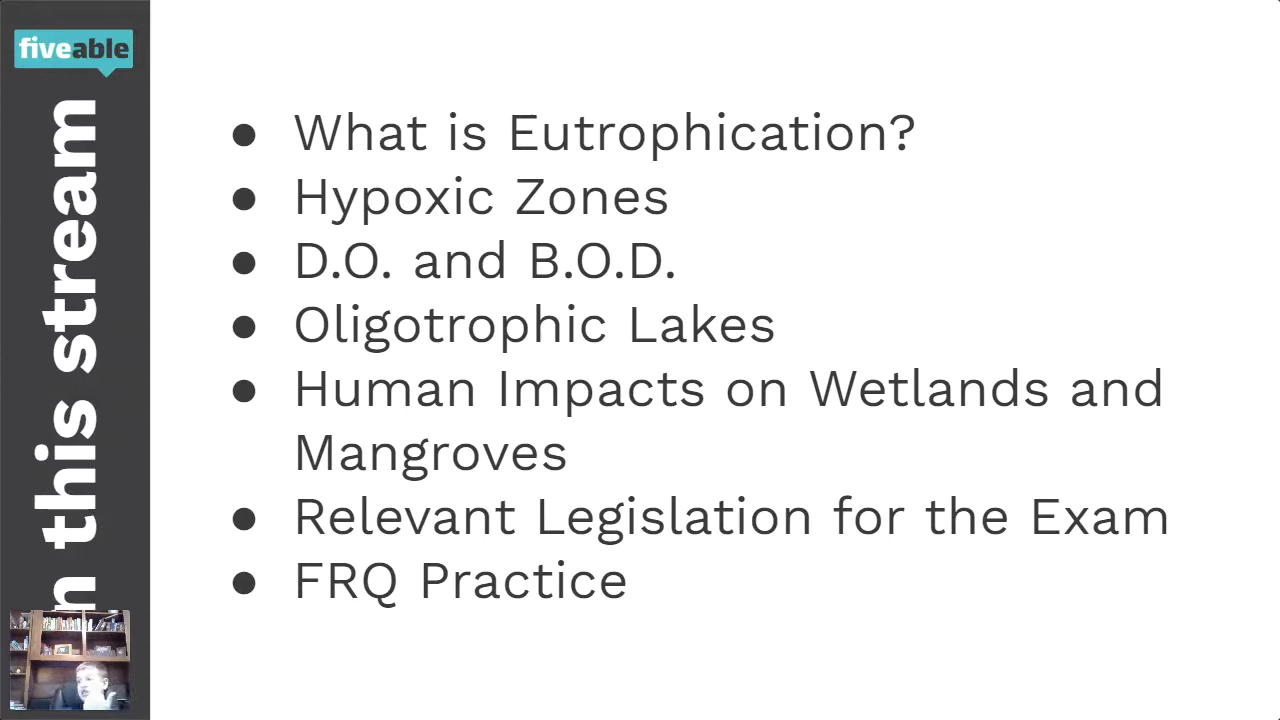 fiveable
n this stream
● What is Eutrophication?
● Hypoxic Zones
● D.O. and B.O.D.
● Oligotrophic Lakes
● Human Impacts on Wetlands and
Mangroves
● Relevant Legislation for the Exam
● FRQ Practice